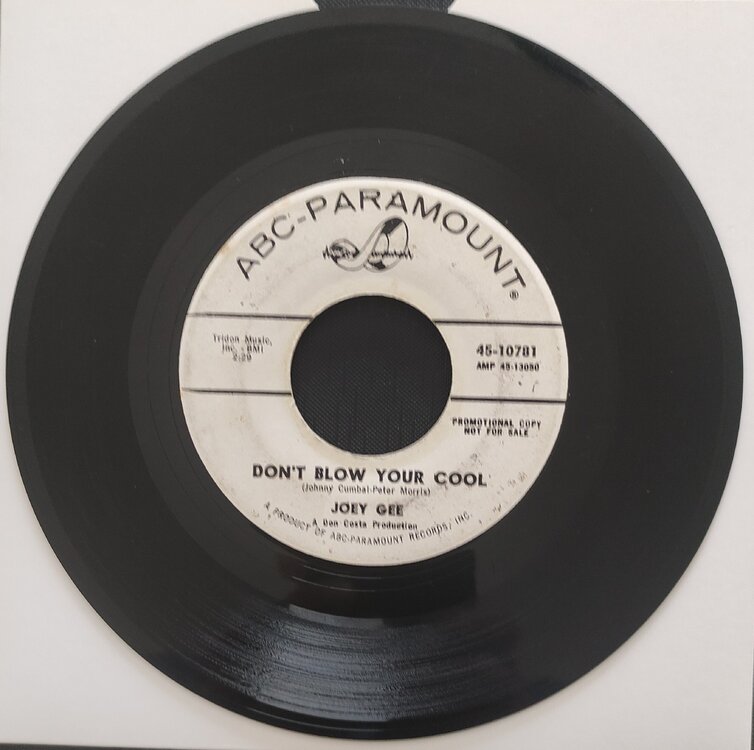 ABC-PARAMOUNT®
Tridon Music,
Inc. -BMI
2:29
45-10781
AMP 45-13080
PROMOTIONAL COPY
NOT FOR SALE
DON'T BLOW YOUR COOL
(Johnny Cumbal-Peter Morris)
JOEY GEE
A Don Costa Production
A PRODUCT OF ABC-PARAMOUNT RECORDS, INC.